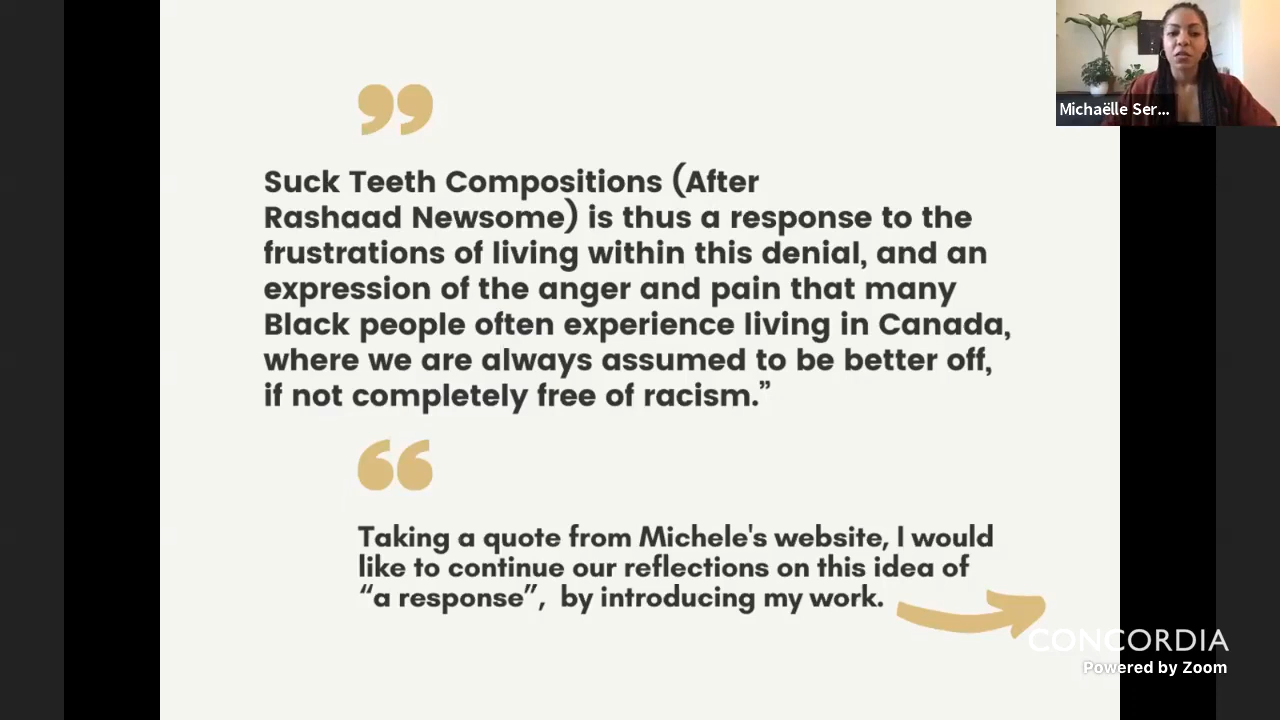 Michaëlle Ser...
Suck Teeth Compositions (After
Rashaad Newsome) is thus a response to the
frustrations of living within this denial, and an
expression of the anger and pain that many
Black people often experience living in Canada,
where we are always assumed to be better off,
if not completely free of racism.”
Taking a quote from Michele's website, I would
like to continue our reflections on this idea of
“a response”, by introducing my work.
CONCORDIA
Powered by Zoom